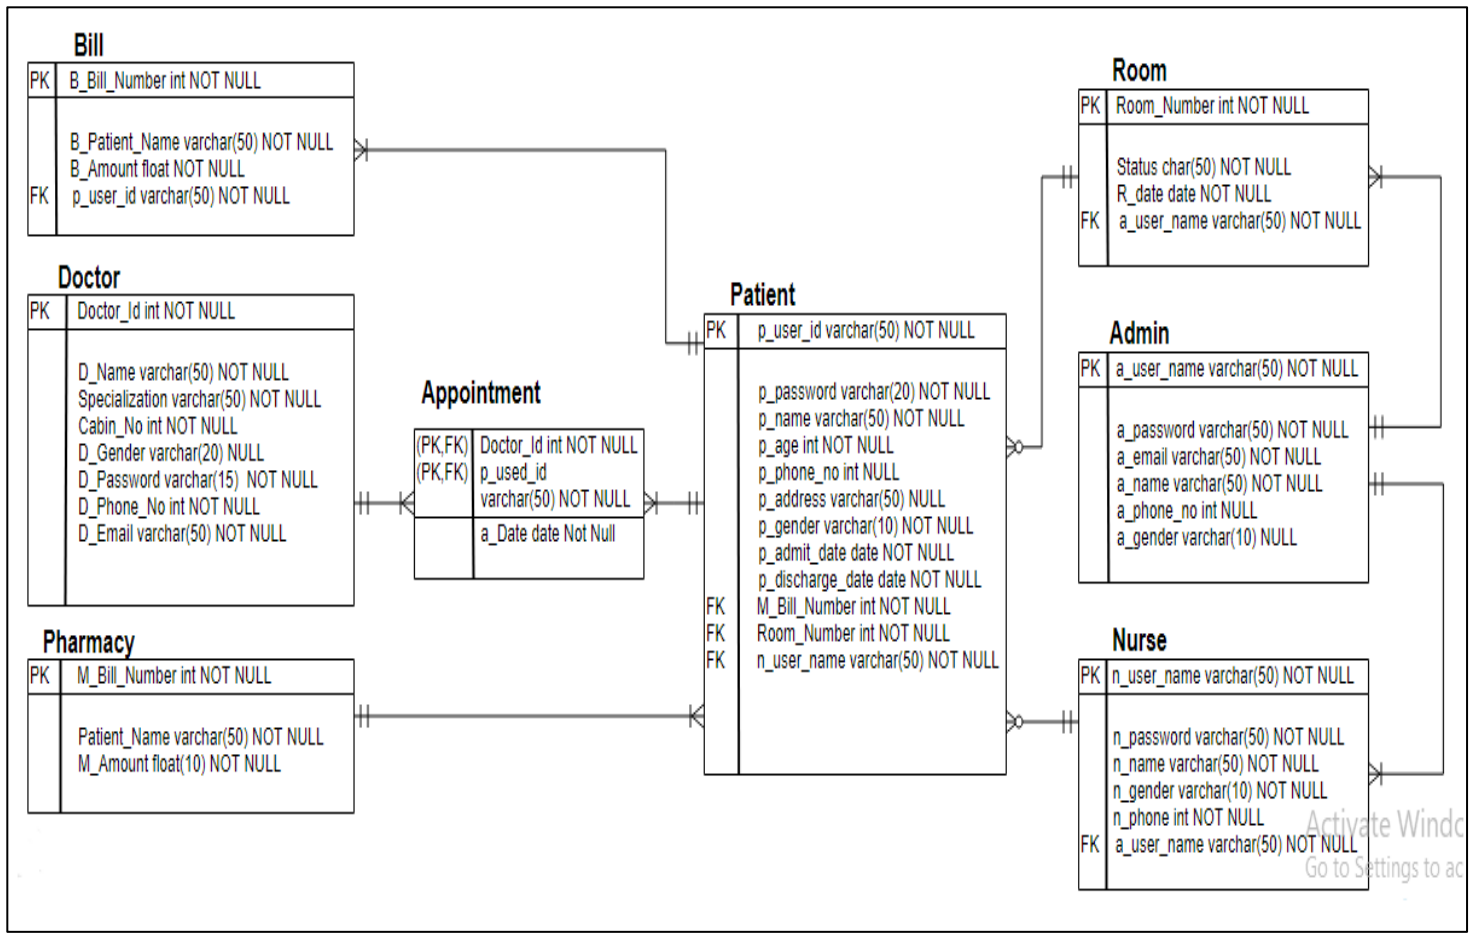 Bill
PK B_Bill_Number int NOT NULL
B_Patient_Name varchar(50) NOT NULL
B_Amount float NOT NULL
FK p_user_id varchar(50) NOT NULL
Doctor
PK Doctor_Id int NOT NULL
D_Name varchar(50) NOT NULL
Specialization varchar(50) NOT NULL
Cabin_No int NOT NULL
D_Gender varchar(20) NULL
D_Password varchar(15) NOT NULL
D_Phone_No int NOT NULL
D_Email varchar(50) NOT NULL
Pharmacy
PK M_Bill_Number int NOT NULL
Patient_Name varchar(50) NOT NULL
M_Amount float(10) NOT NULL
Appointment
(PK,FK) Doctor_Id int NOT NULL
(PK,FK) p_used_id
varchar(50) NOT NULL
a_Date date Not Null
Patient
PK p_user_id varchar(50) NOT NULL
p_password varchar(20) NOT NULL
p_name varchar(50) NOT NULL
p_age int NOT NULL
p_phone_no int NULL
p_address varchar(50) NULL
p_gender varchar(10) NOT NULL
p_admit_date date NOT NULL
p_discharge_date date NOT NULL
FK M_Bill_Number int NOT NULL
FK Room_Number int NOT NULL
FK n_user_name varchar(50) NOT NULL
Room
PK Room_Number int NOT NULL
Status char(50) NOT NULL
R_date date NOT NULL
FK a_user_name varchar(50) NOT NULL
Admin
PK a_user_name varchar(50) NOT NULL
a_password varchar(50) NOT NULL
a_email varchar(50) NOT NULL
a_name varchar(50) NOT NULL
a_phone_no int NULL
a_gender varchar(10) NULL
Nurse
PK n_user_name varchar(50) NOT NULL
n_password varchar(50) NOT NULL
n_name varchar(50) NOT NULL
n_gender varchar(10) NOT NULL
n_phone int NOT NULL
FK a_user_name varchar(50) NOT NULL
Activate Windc
Go to Settings to ac